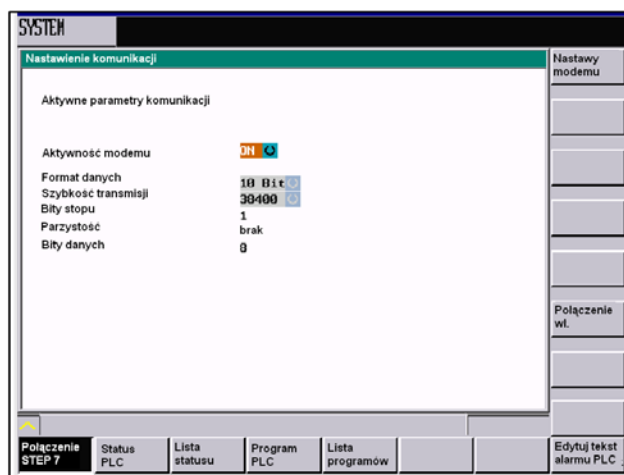 SYSTEM
Nastawienie komunikacji
Nastawy
modemu
Aktywne parametry komunikacji
Aktywność modemu ON
Format danych 10 Bit
Szybkość transmisji 38400
Bity stopu 1
Parzystość brak
Bity danych 8
Połączenie
wł.
Połączenie
STEP 7
Status
PLC
Lista
statusu
Program
PLC
Lista
programów
Edytuj tekst
alarmu PLC